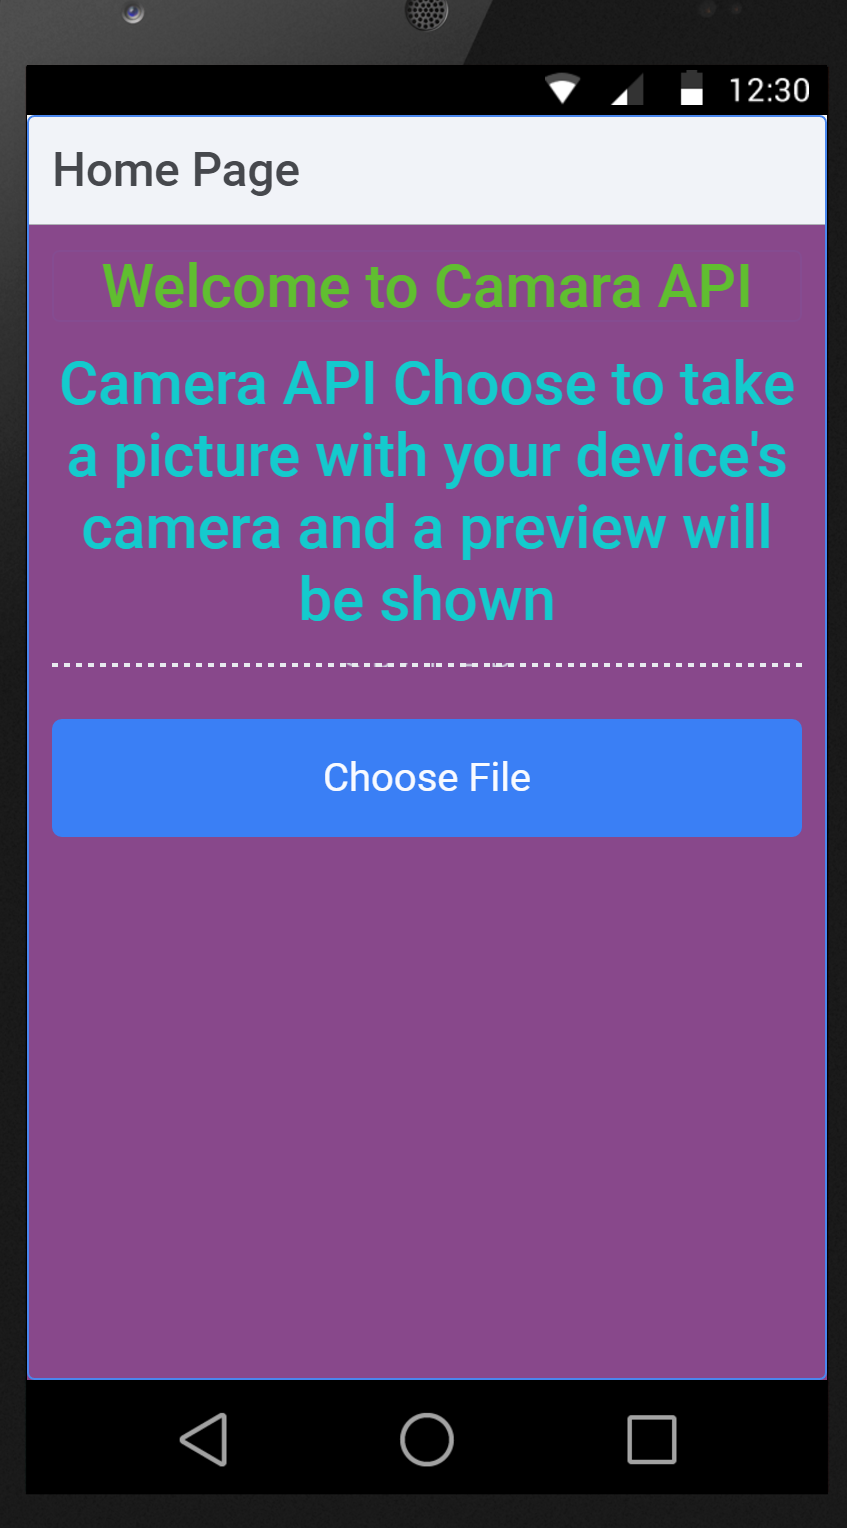 12:30
Home Page
Welcome to Camara API
Camera API Choose to take
a picture with your device's
camera and a preview will
be shown
Choose File